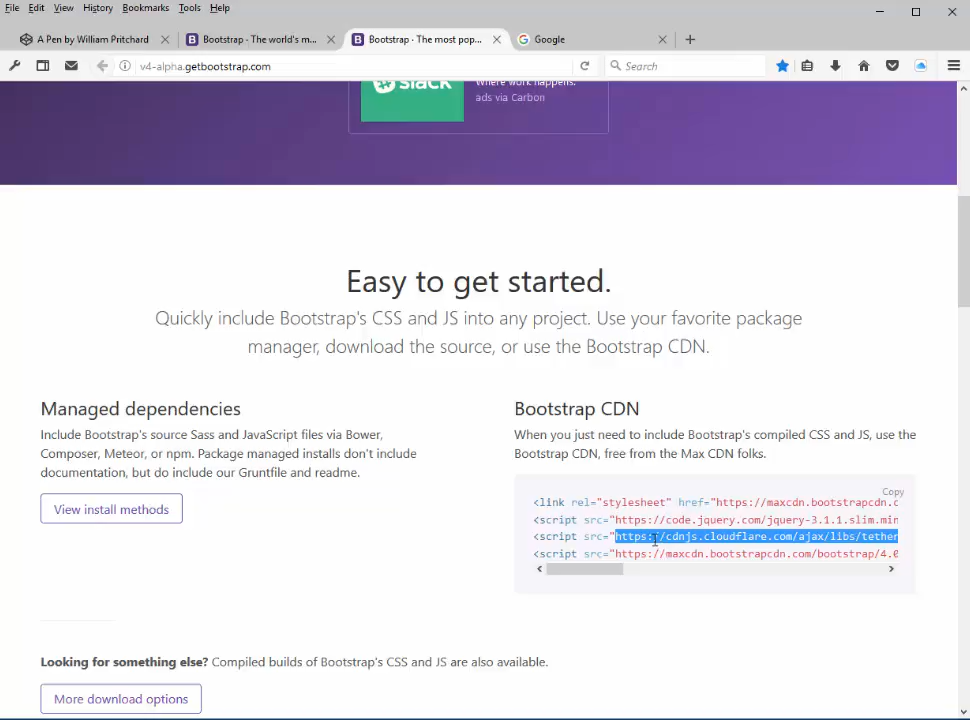 File Edit View History Bookmarks Tools Help
A Pen by William Pritchard
Bootstrap · The world's m...
Bootstrap · The most pop...
Google
v4-alpha.getbootstrap.com
Search
slack
Where work happens.
ads via Carbon
Easy to get started.
Quickly include Bootstrap's CSS and JS into any project. Use your favorite package
manager, download the source, or use the Bootstrap CDN.
Managed dependencies
Include Bootstrap's source Sass and JavaScript files via Bower,
Composer, Meteor, or npm. Package managed installs don't include
documentation, but do include our Gruntfile and readme.
View install methods
Bootstrap CDN
When you just need to include Bootstrap's compiled CSS and JS, use the
Bootstrap CDN, free from the Max CDN folks.
Copy
<link rel="stylesheet" href="https://maxcdn.bootstrapcdn.c
<script src="https://code.jquery.com/jquery-3.1.1.slim.min
<script src="https://cdnjs.cloudflare.com/ajax/libs/tether
<script src="https://maxcdn.bootstrapcdn.com/bootstrap/4.0
Looking for something else? Compiled builds of Bootstrap's CSS and JS are also available.
More download options